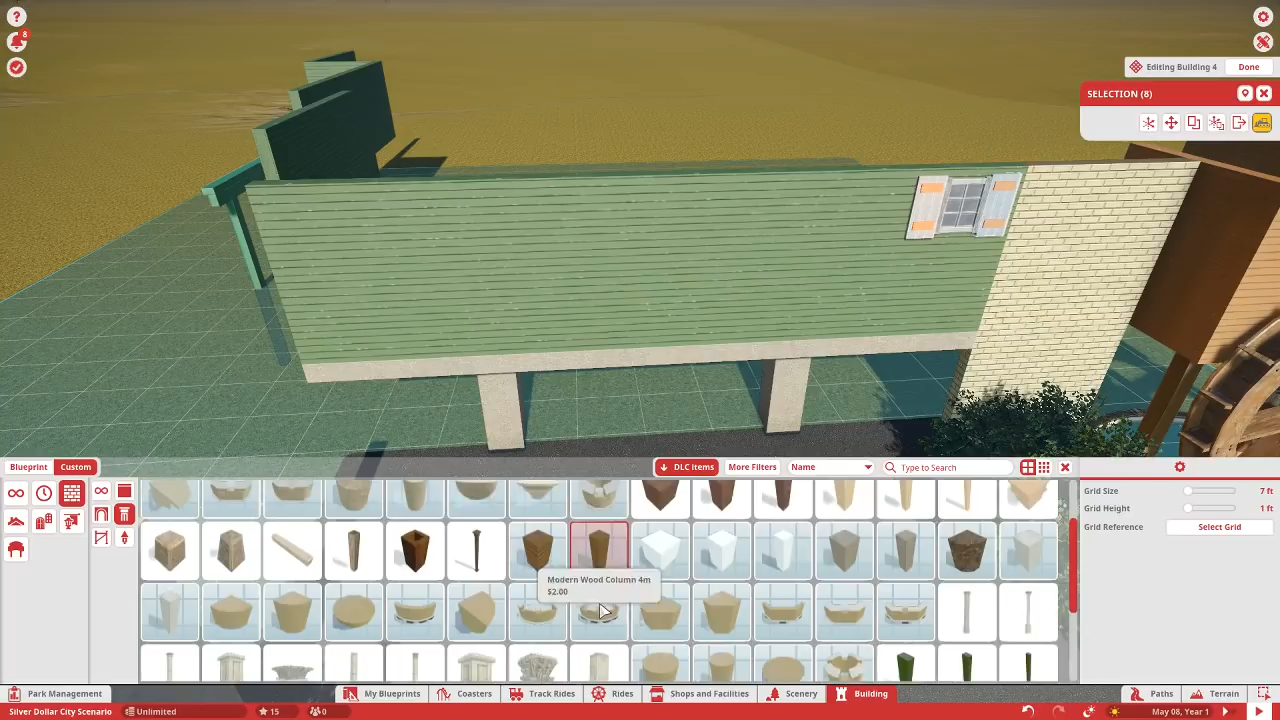 ?
8
Editing Building 4 Done
SELECTION (8)
Blueprint Custom DLC Items More Filters Name Type to Search
Grid Size 7 ft
Grid Height 1 ft
Grid Reference Select Grid
Modern Wood Column 4m
$2.00
Park Management My Blueprints Coasters Track Rides Rides Shops and Facilities Scenery Building Paths Terrain
Silver Dollar City Scenario Unlimited 15 0 May 08, Year 1